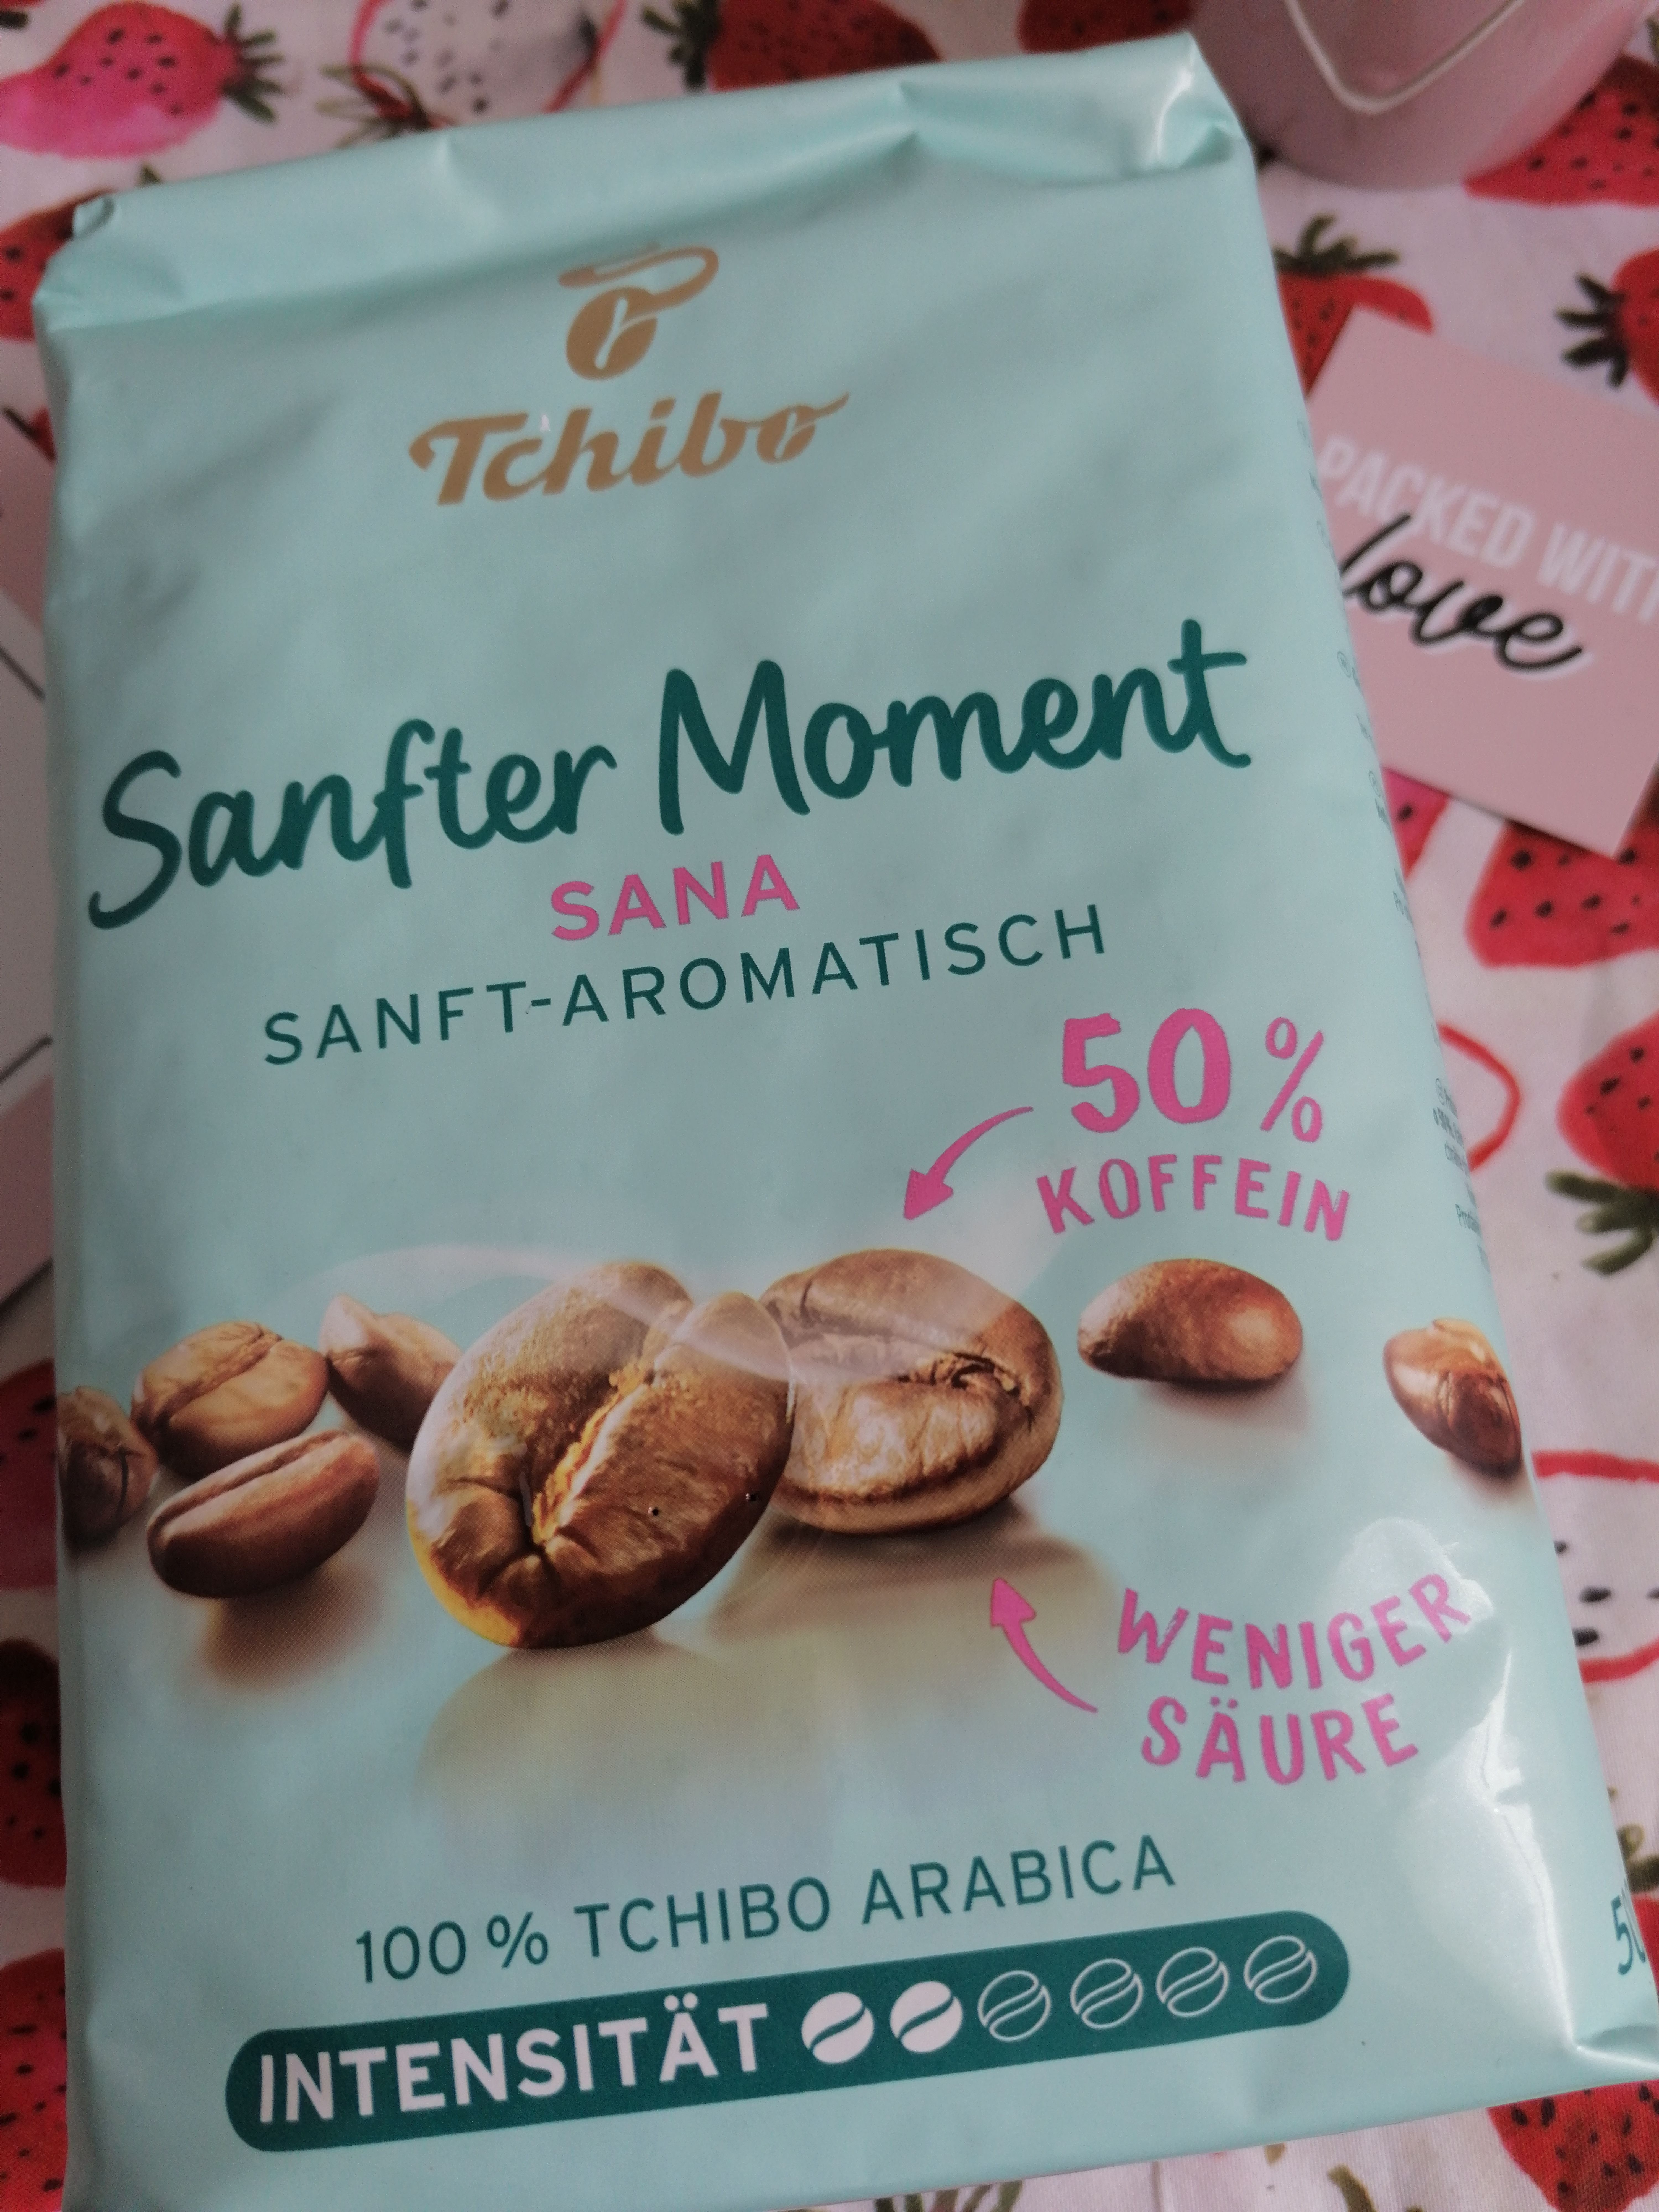 Tchibo
Sanfter Moment
SANA
SANFT-AROMATISCH
50 %
KOFFEIN
WENIGER
SÄURE
100 % TCHIBO ARABICA
INTENSITÄT
PACKED WITH
love